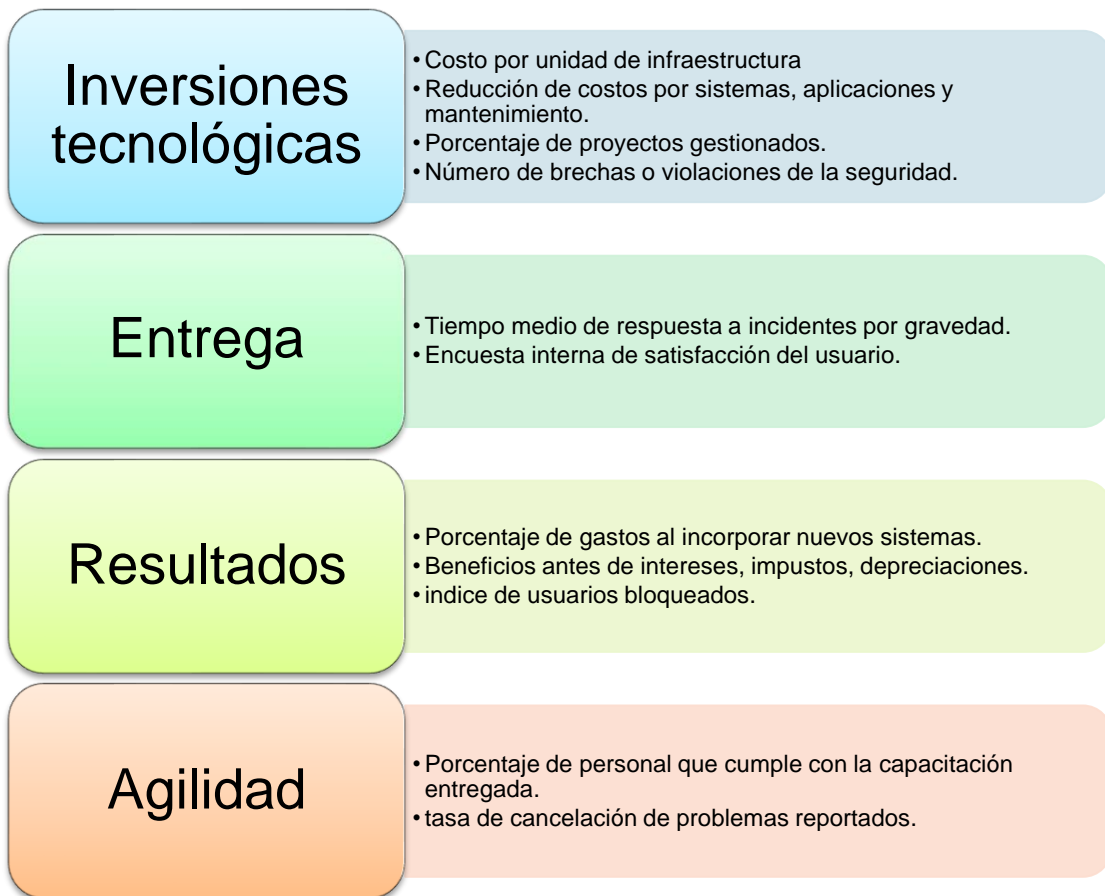 Inversiones
tecnológicas
• Costo por unidad de infraestructura
• Reducción de costos por sistemas, aplicaciones y
mantenimiento.
• Porcentaje de proyectos gestionados.
• Número de brechas o violaciones de la seguridad.
Entrega
• Tiempo medio de respuesta a incidentes por gravedad.
• Encuesta interna de satisfacción del usuario.
Resultados
• Porcentaje de gastos al incorporar nuevos sistemas.
• Beneficios antes de intereses, impustos, depreciaciones.
• indice de usuarios bloqueados.
Agilidad
• Porcentaje de personal que cumple con la capacitación
entregada.
• tasa de cancelación de problemas reportados.